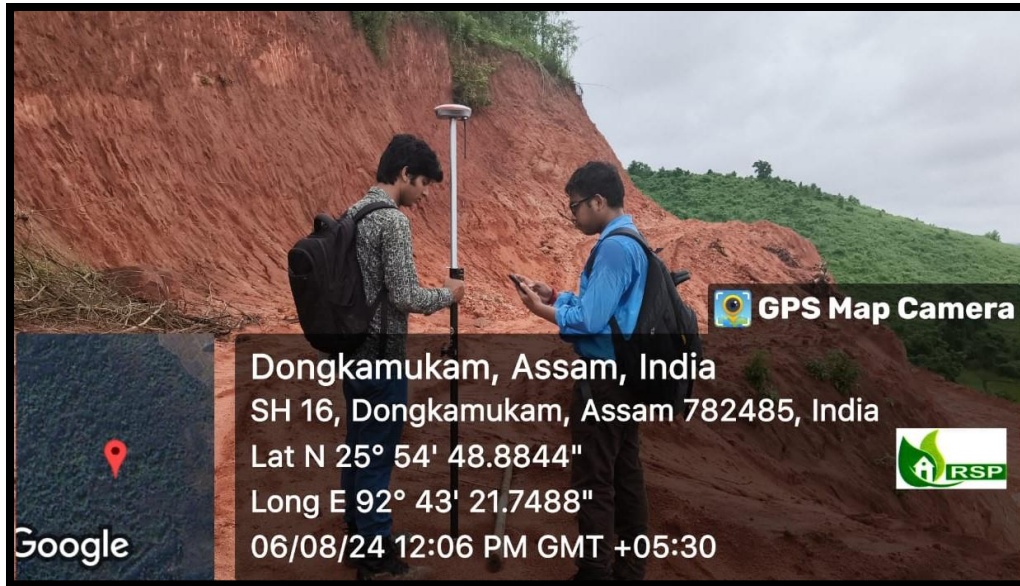 GPS Map Camera
Dongkamukam, Assam, India
SH 16, Dongkamukam, Assam 782485, India
Lat N 25° 54' 48.8844"
Long E 92° 43' 21.7488"
06/08/24 12:06 PM GMT +05:30
Google
RSP